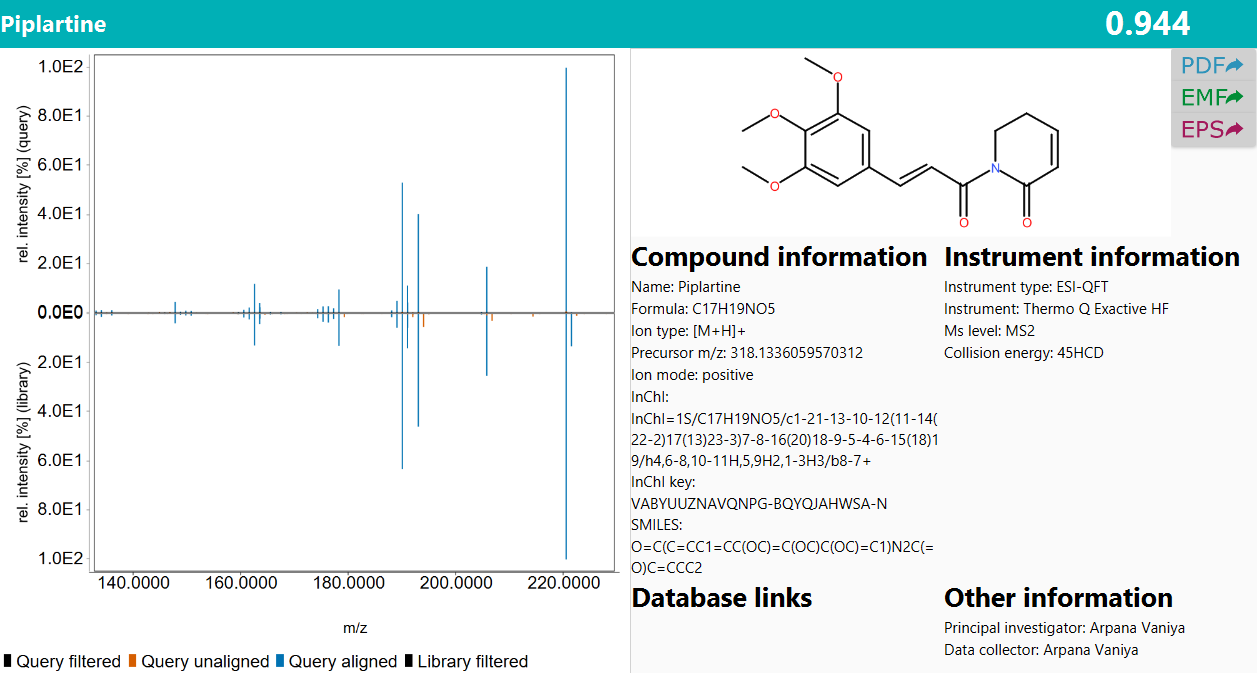 Piplartine
0.944
PDF
EMF
EPS
rel. intensity [%] (query)
1.0E2
8.0E1
6.0E1
4.0E1
2.0E1
0.0E0
2.0E1
4.0E1
6.0E1
8.0E1
1.0E2
rel. intensity [%] (library)
140.0000 160.0000 180.0000 200.0000 220.0000
m/z
Query filtered Query unaligned Query aligned Library filtered
O
O
O
N
O
O
Compound information
Name: Piplartine
Formula: C17H19NO5
Ion type: [M+H]+
Precursor m/z: 318.1336059570312
Ion mode: positive
InChI:
InChI=1S/C17H19NO5/c1-21-13-10-12(11-14(
22-2)17(13)23-3)7-8-16(20)18-9-5-4-6-15(18)1
9/h4,6-8,10-11H,5,9H2,1-3H3/b8-7+
InChI key:
VABYUUZNAVQNPG-BQYQJAHWSA-N
SMILES:
O=C(C=CC1=CC(OC)=C(OC)C(OC)=C1)N2C(=
O)C=CCC2
Database links
Instrument information
Instrument type: ESI-QFT
Instrument: Thermo Q Exactive HF
Ms level: MS2
Collision energy: 45HCD
Other information
Principal investigator: Arpana Vaniya
Data collector: Arpana Vaniya